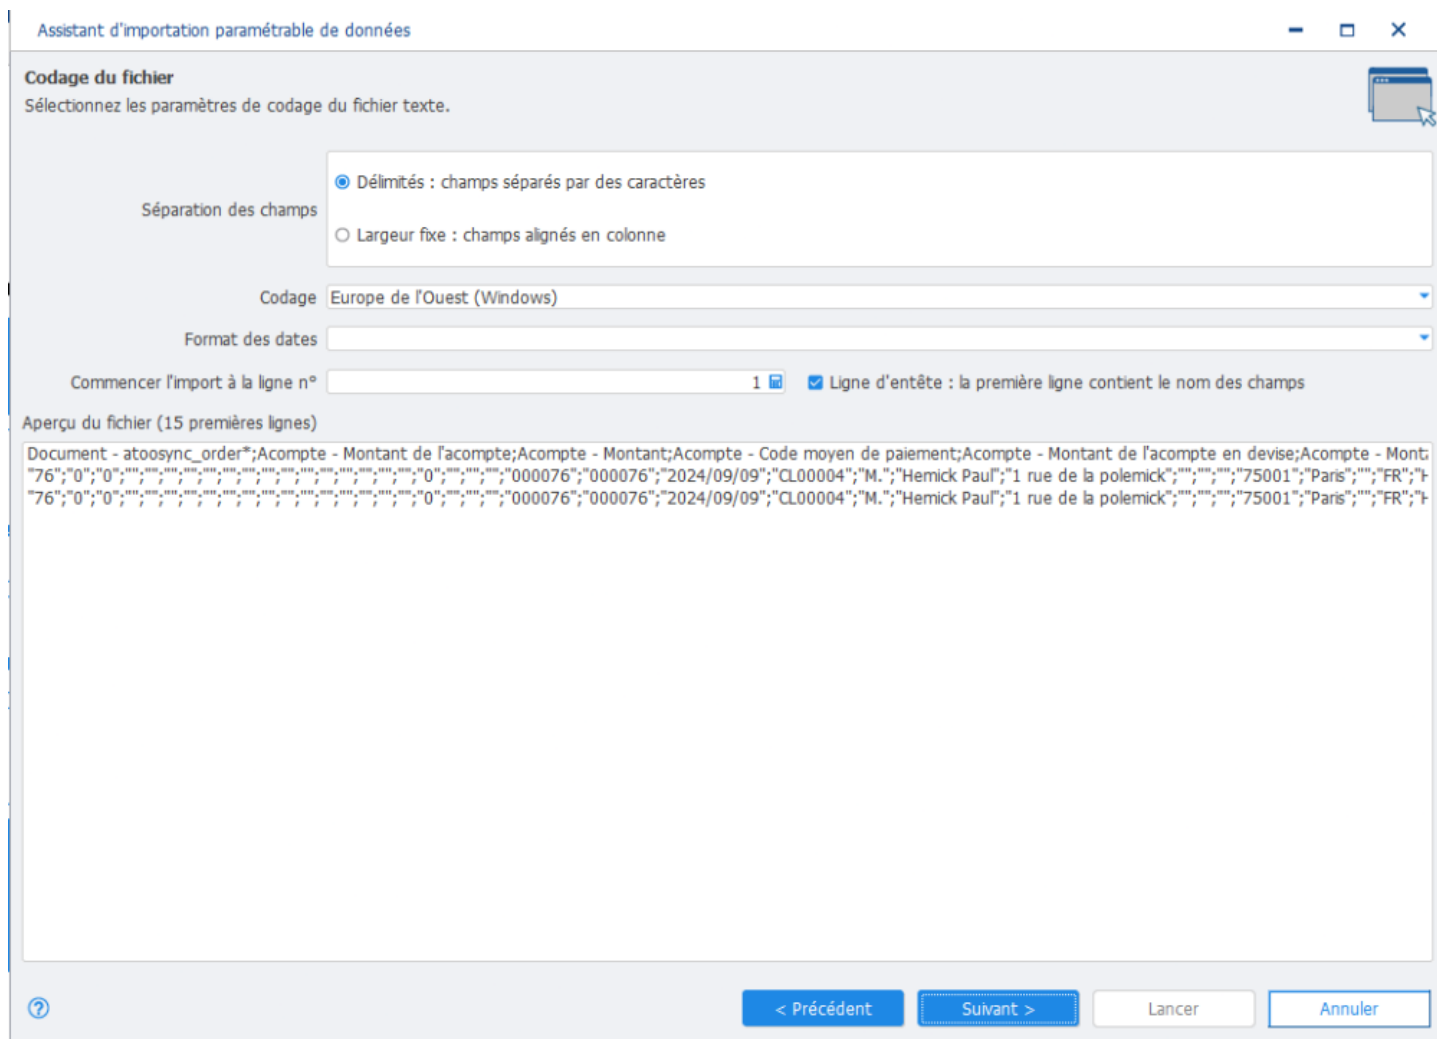 Assistant d'importation paramétrable de données
Codage du fichier
Sélectionnez les paramètres de codage du fichier texte.
Séparation des champs
Délimités : champs séparés par des caractères
Largeur fixe : champs alignés en colonne
Codage Europe de l'Ouest (Windows)
Format des dates
Commencer l'import à la ligne n° 1 Ligne d'entête : la première ligne contient le nom des champs
Aperçu du fichier (15 premières lignes)
Document - atoosync_order*;Acompte - Montant de l'acompte;Acompte - Montant;Acompte - Code moyen de paiement;Acompte - Montant de l'acompte en devise;Acompte - Monta
"76";"0";"0";"";"";"";"";"";"";"";"";"";"";"";"";"";"";"";"0";"";"";"";"000076";"000076";"2024/09/09";"CL00004";"M.";"Hemick Paul";"1 rue de la polemick";"";"";"";"75001";"Paris";"";"FR";"H
"76";"0";"0";"";"";"";"";"";"";"";"";"";"";"";"";"";"";"";"0";"";"";"";"000076";"000076";"2024/09/09";"CL00004";"M.";"Hemick Paul";"1 rue de la polemick";"";"";"";"75001";"Paris";"";"FR";"H
< Précédent Suivant > Lancer Annuler